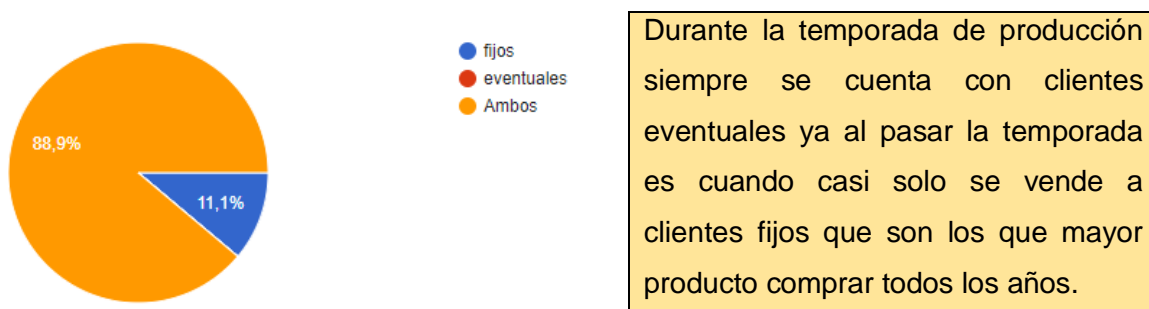 fijos
eventuales
Ambos
88,9%
11,1%
Durante la temporada de producción
siempre se cuenta con clientes
eventuales ya al pasar la temporada
es cuando casi solo se vende a
clientes fijos que son los que mayor
producto comprar todos los años.